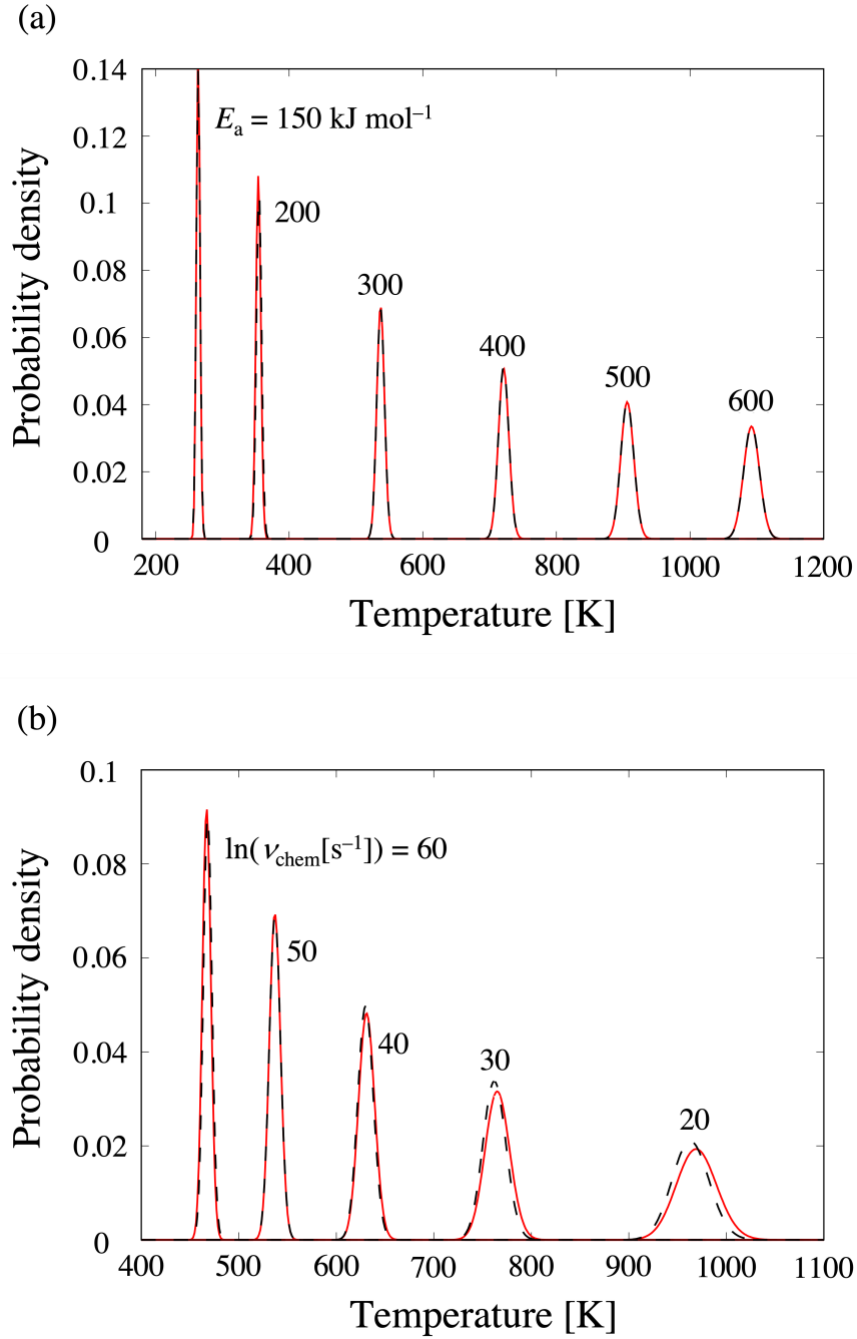 (a)
0.14
0.12
0.1
0.08
0.06
0.04
0.02
0
Eₐ = 150 kJ mol⁻¹
200
300
400
500
600
200 400 600 800 1000 1200
Probability density
Temperature [K]
(b)
0.1
0.08
0.06
0.04
0.02
0
ln(νchem[s⁻¹]) = 60
50
40
30
20
400 500 600 700 800 900 1000 1100
Probability density
Temperature [K]